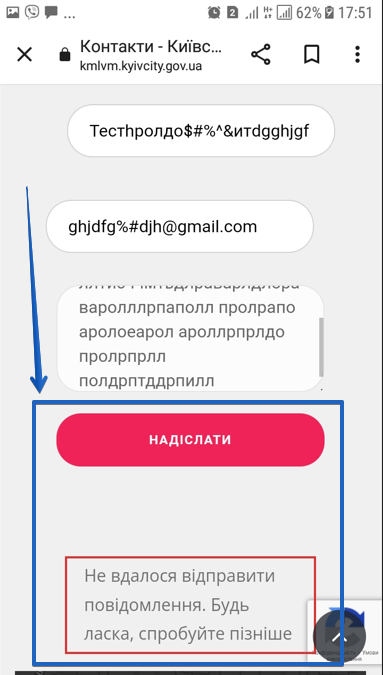 62% 17:51
Контакти - Київс...
kmlvm.kyivcity.gov.ua
Тестhролдо$#%^&итdgghjgf
ghjdfg%#djh@gmail.com
вароллрпаполл пролрапо
аролоеарол ароллрпрлдо
пролрпрлл
полдрптддрпилл
НАДІСЛАТИ
Не вдалося відправити
повідомлення. Будь
ласка, спробуйте пізніше
Умови